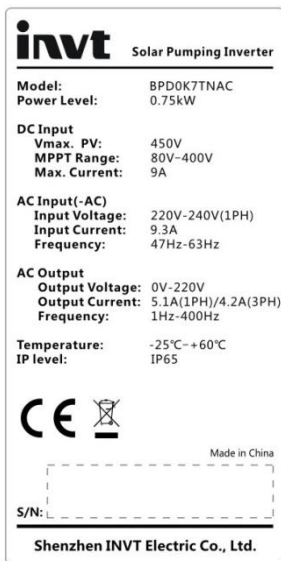 invt Solar Pumping Inverter
Model: BPD0K7TNAC
Power Level: 0.75kW
DC Input
Vmax. PV: 450V
MPPT Range: 80V-400V
Max. Current: 9A
AC Input(-AC)
Input Voltage: 220V-240V(1PH)
Input Current: 9.3A
Frequency: 47Hz-63Hz
AC Output
Output Voltage: 0V-220V
Output Current: 5.1A(1PH)/4.2A(3PH)
Frequency: 1Hz-400Hz
Temperature: -25℃-+60℃
IP level: IP65
CE
Made in China
S/N:
Shenzhen INVT Electric Co., Ltd.